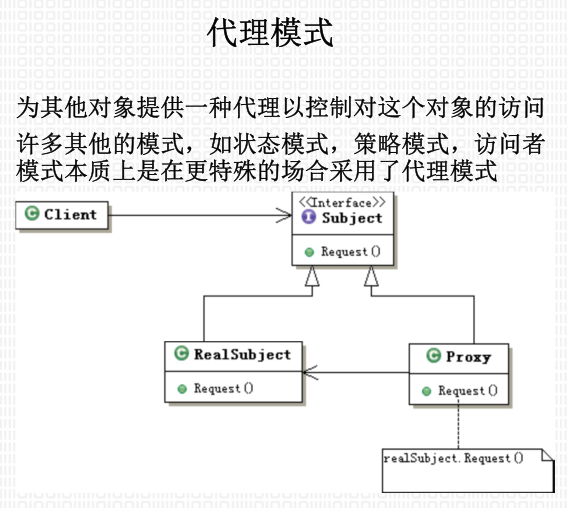 代理模式
为其他对象提供一种代理以控制对这个对象的访问
许多其他的模式，如状态模式，策略模式，访问者
模式本质上是在更特殊的场合采用了代理模式
C Client
<<Interface>>
I Subject
Request()
C RealSubject
Request()
C Proxy
Request()
realSubject.Request()